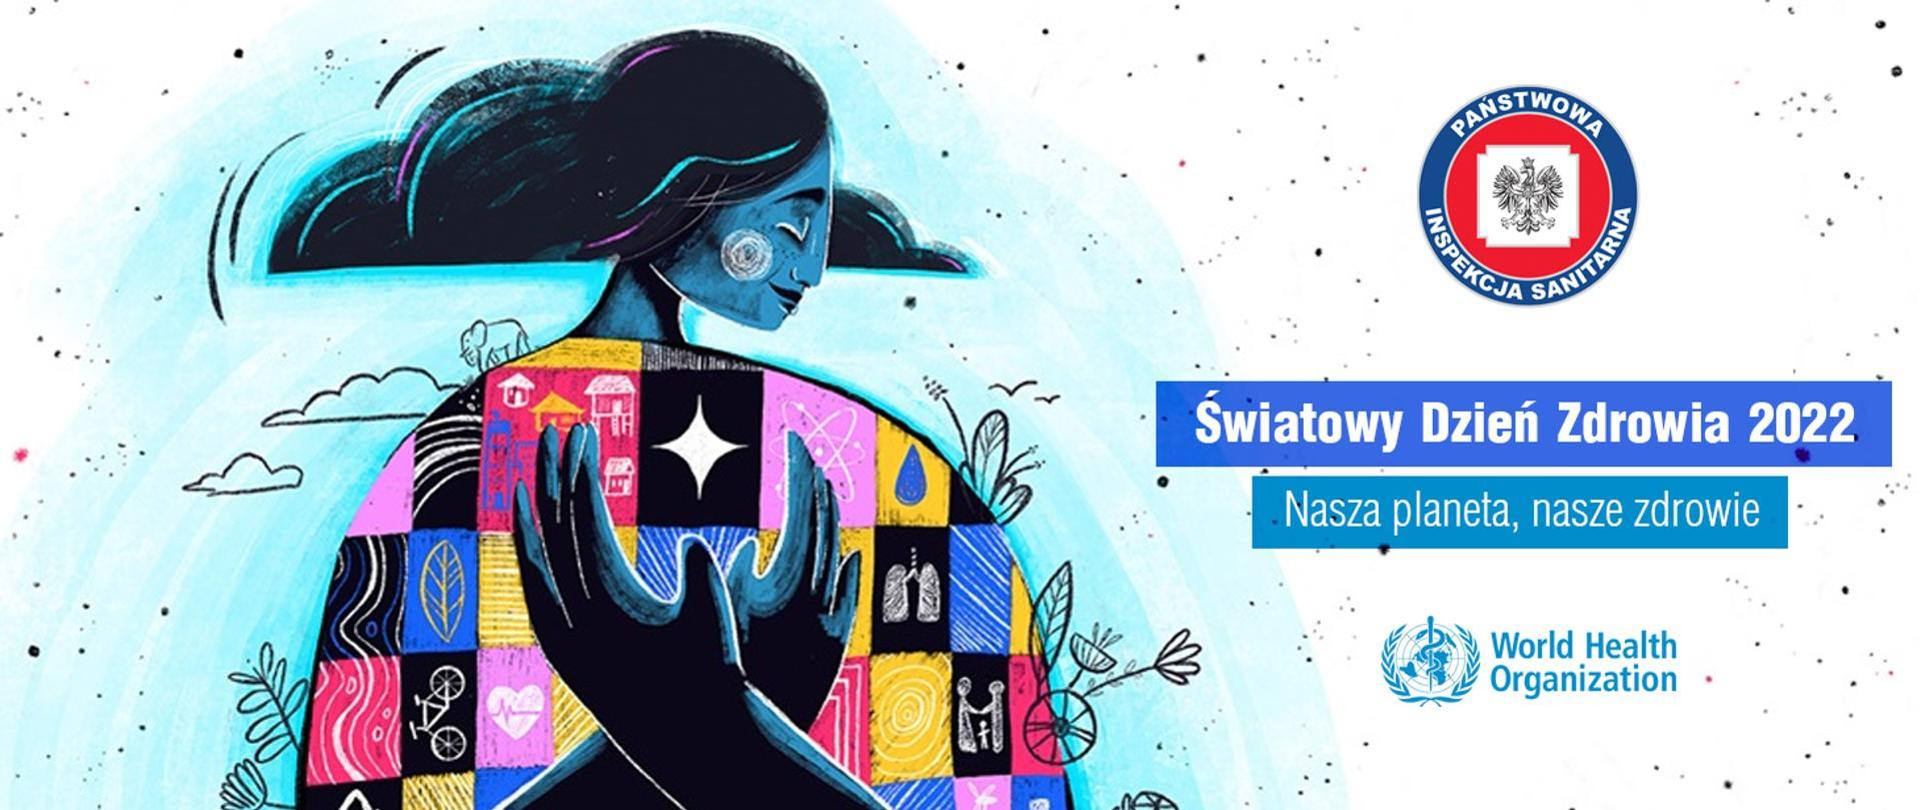 PAŃSTWOWA
INSPEKCJA SANITARNA
Światowy Dzień Zdrowia 2022
Nasza planeta, nasze zdrowie
World Health
Organization